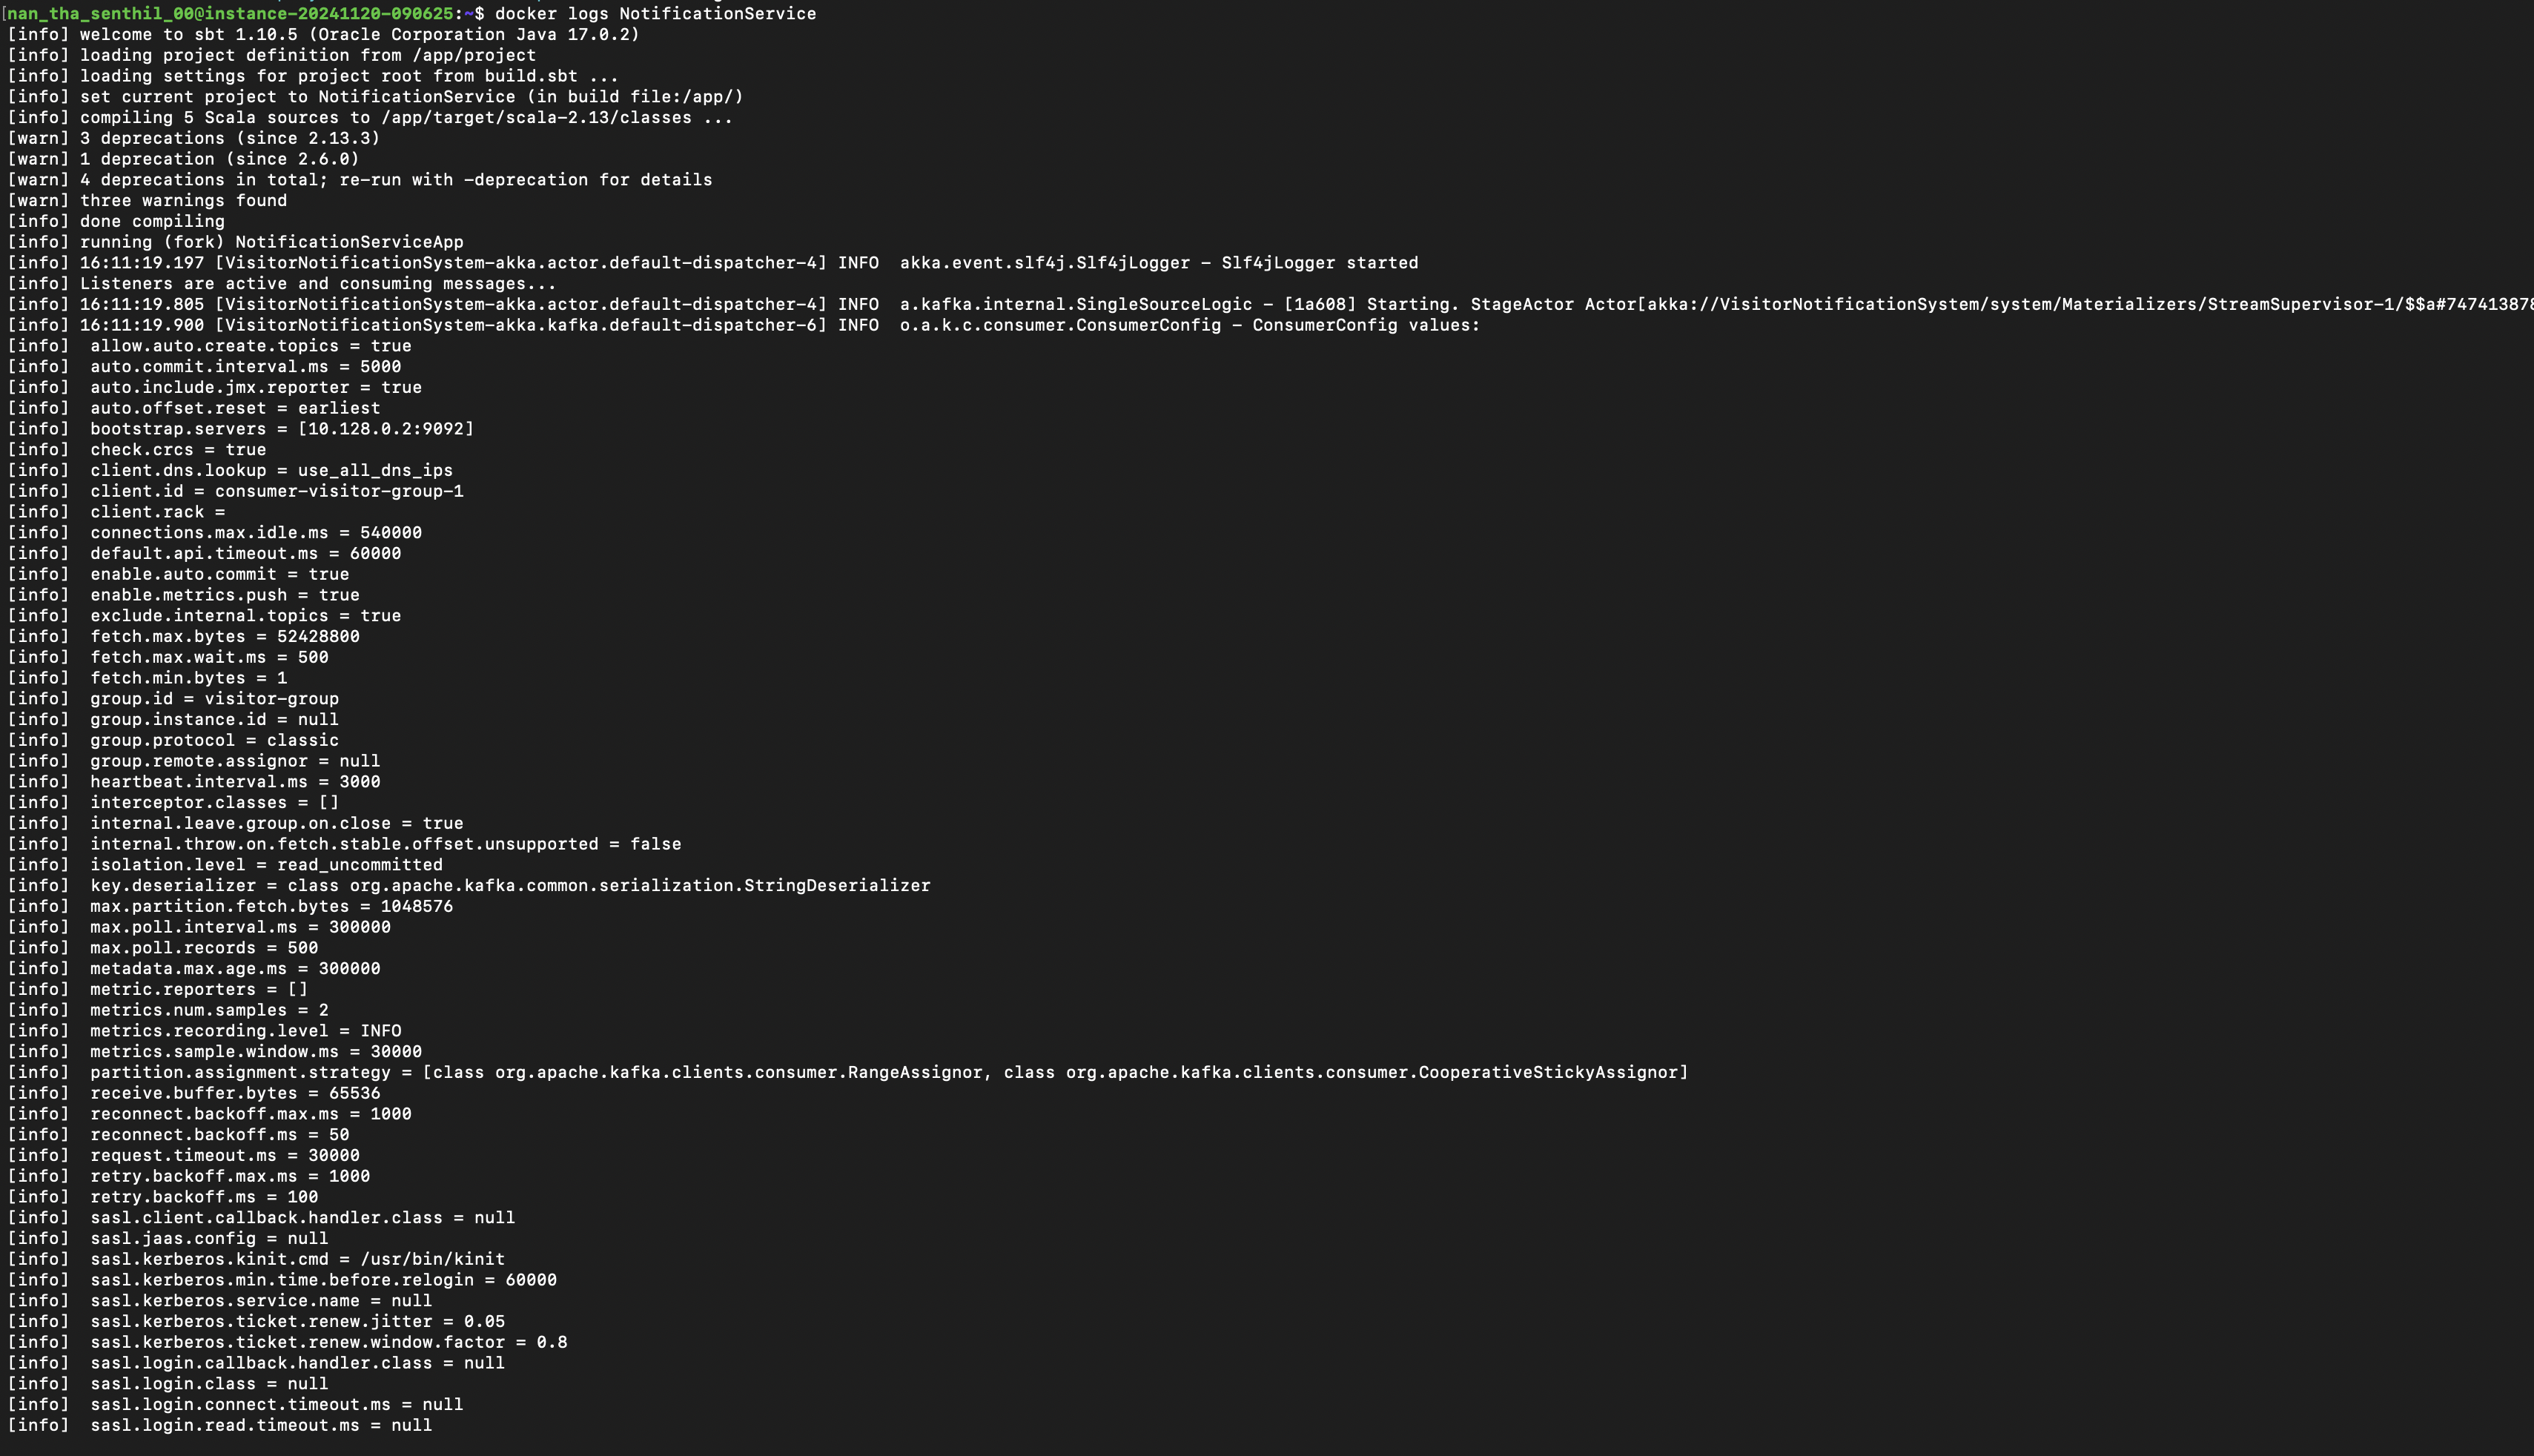 [nan_tha_senthil_00@instance-20241120-090625:~$ docker logs NotificationService
[info] welcome to sbt 1.10.5 (Oracle Corporation Java 17.0.2)
[info] loading project definition from /app/project
[info] loading settings for project root from build.sbt ...
[info] set current project to NotificationService (in build file:/app/)
[info] compiling 5 Scala sources to /app/target/scala-2.13/classes ...
[warn] 3 deprecations (since 2.13.3)
[warn] 1 deprecation (since 2.6.0)
[warn] 4 deprecations in total; re-run with -deprecation for details
[warn] three warnings found
[info] done compiling
[info] running (fork) NotificationServiceApp
[info] 16:11:19.197 [VisitorNotificationSystem-akka.actor.default-dispatcher-4] INFO  akka.event.slf4j.Slf4jLogger - Slf4jLogger started
[info] Listeners are active and consuming messages...
[info] 16:11:19.805 [VisitorNotificationSystem-akka.actor.default-dispatcher-4] INFO  a.kafka.internal.SingleSourceLogic - [1a608] Starting. StageActor Actor[akka://VisitorNotificationSystem/system/Materializers/StreamSupervisor-1/$$a#747413878
[info] 16:11:19.900 [VisitorNotificationSystem-akka.kafka.default-dispatcher-6] INFO  o.a.k.c.consumer.ConsumerConfig - ConsumerConfig values:
[info]  allow.auto.create.topics = true
[info]  auto.commit.interval.ms = 5000
[info]  auto.include.jmx.reporter = true
[info]  auto.offset.reset = earliest
[info]  bootstrap.servers = [10.128.0.2:9092]
[info]  check.crcs = true
[info]  client.dns.lookup = use_all_dns_ips
[info]  client.id = consumer-visitor-group-1
[info]  client.rack =
[info]  connections.max.idle.ms = 540000
[info]  default.api.timeout.ms = 60000
[info]  enable.auto.commit = true
[info]  enable.metrics.push = true
[info]  exclude.internal.topics = true
[info]  fetch.max.bytes = 52428800
[info]  fetch.max.wait.ms = 500
[info]  fetch.min.bytes = 1
[info]  group.id = visitor-group
[info]  group.instance.id = null
[info]  group.protocol = classic
[info]  group.remote.assignor = null
[info]  heartbeat.interval.ms = 3000
[info]  interceptor.classes = []
[info]  internal.leave.group.on.close = true
[info]  internal.throw.on.fetch.stable.offset.unsupported = false
[info]  isolation.level = read_uncommitted
[info]  key.deserializer = class org.apache.kafka.common.serialization.StringDeserializer
[info]  max.partition.fetch.bytes = 1048576
[info]  max.poll.interval.ms = 300000
[info]  max.poll.records = 500
[info]  metadata.max.age.ms = 300000
[info]  metric.reporters = []
[info]  metrics.num.samples = 2
[info]  metrics.recording.level = INFO
[info]  metrics.sample.window.ms = 30000
[info]  partition.assignment.strategy = [class org.apache.kafka.clients.consumer.RangeAssignor, class org.apache.kafka.clients.consumer.CooperativeStickyAssignor]
[info]  receive.buffer.bytes = 65536
[info]  reconnect.backoff.max.ms = 1000
[info]  reconnect.backoff.ms = 50
[info]  request.timeout.ms = 30000
[info]  retry.backoff.max.ms = 1000
[info]  retry.backoff.ms = 100
[info]  sasl.client.callback.handler.class = null
[info]  sasl.jaas.config = null
[info]  sasl.kerberos.kinit.cmd = /usr/bin/kinit
[info]  sasl.kerberos.min.time.before.relogin = 60000
[info]  sasl.kerberos.service.name = null
[info]  sasl.kerberos.ticket.renew.jitter = 0.05
[info]  sasl.kerberos.ticket.renew.window.factor = 0.8
[info]  sasl.login.callback.handler.class = null
[info]  sasl.login.class = null
[info]  sasl.login.connect.timeout.ms = null
[info]  sasl.login.read.timeout.ms = null